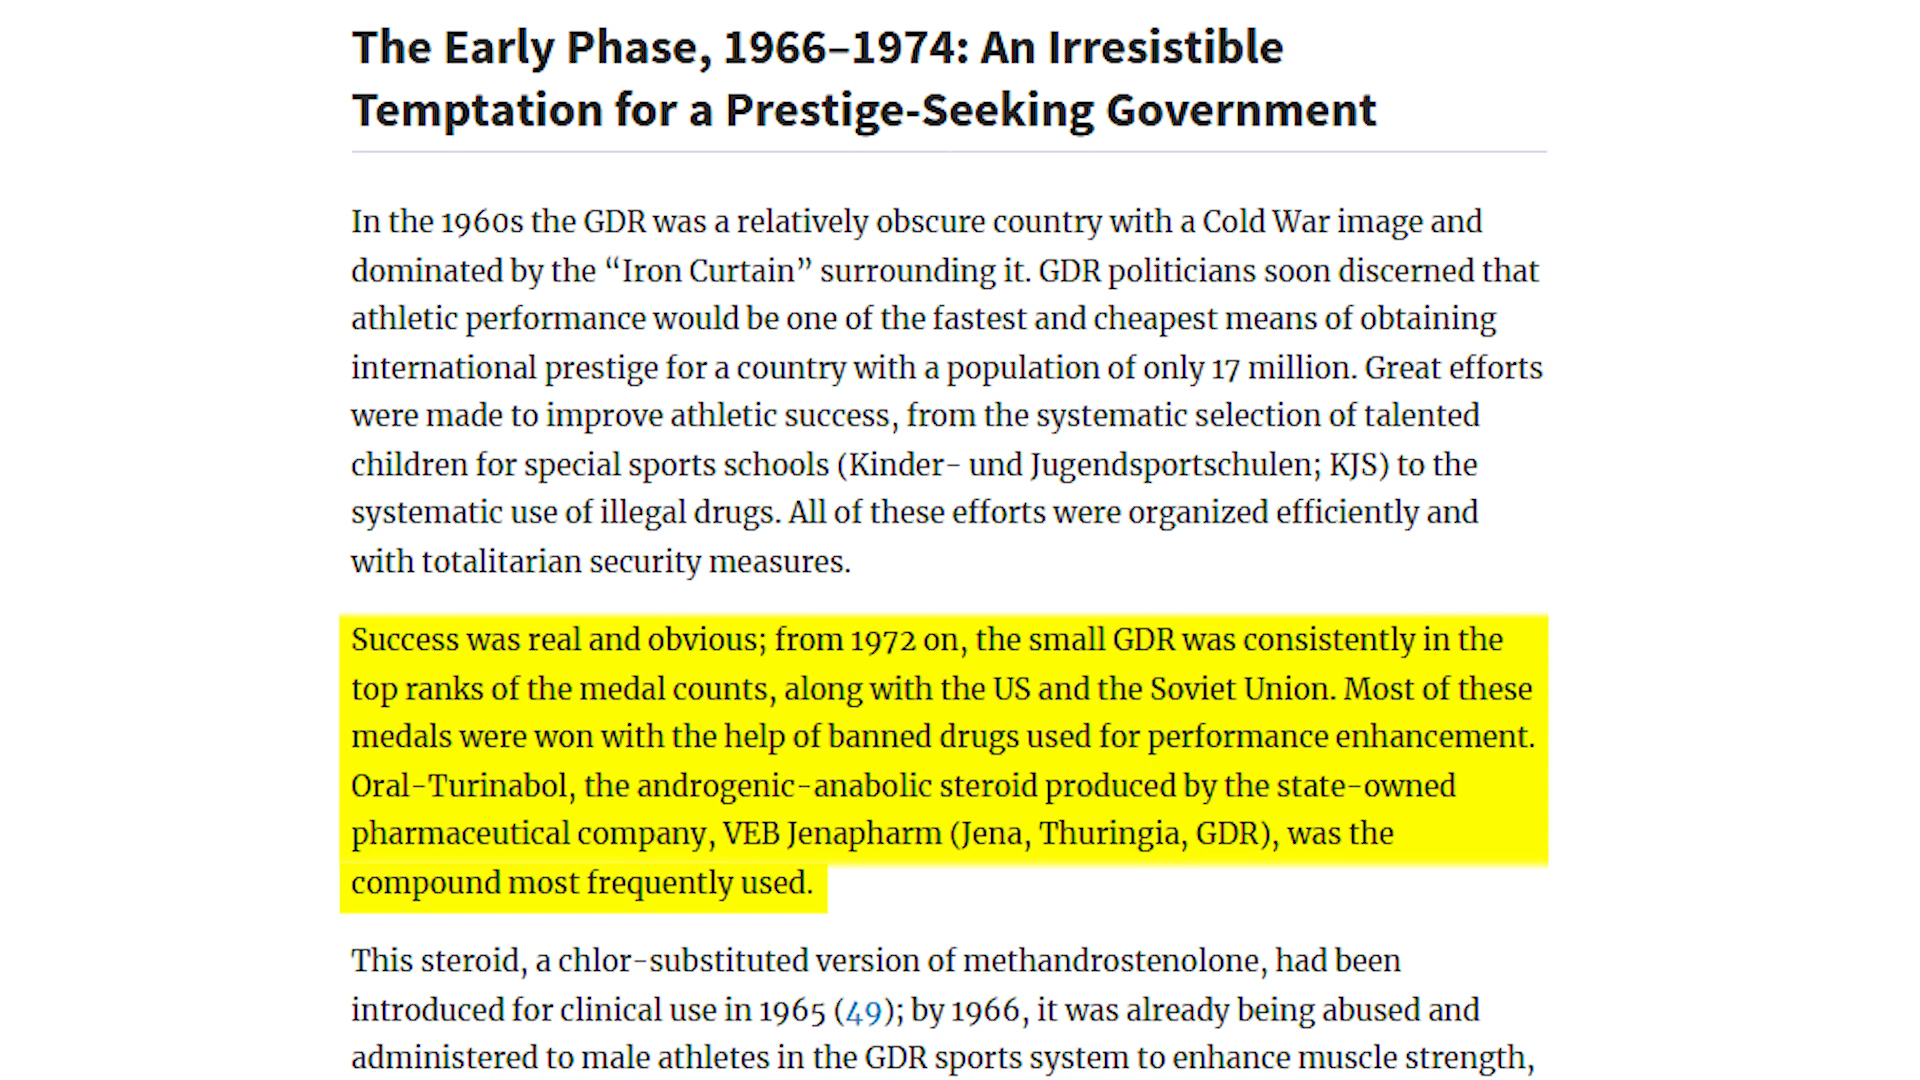 The Early Phase, 1966–1974: An Irresistible
Temptation for a Prestige-Seeking Government
In the 1960s the GDR was a relatively obscure country with a Cold War image and
dominated by the “Iron Curtain” surrounding it. GDR politicians soon discerned that
athletic performance would be one of the fastest and cheapest means of obtaining
international prestige for a country with a population of only 17 million. Great efforts
were made to improve athletic success, from the systematic selection of talented
children for special sports schools (Kinder- und Jugendsportschulen; KJS) to the
systematic use of illegal drugs. All of these efforts were organized efficiently and
with totalitarian security measures.
Success was real and obvious; from 1972 on, the small GDR was consistently in the
top ranks of the medal counts, along with the US and the Soviet Union. Most of these
medals were won with the help of banned drugs used for performance enhancement.
Oral-Turinabol, the androgenic-anabolic steroid produced by the state-owned
pharmaceutical company, VEB Jenapharm (Jena, Thuringia, GDR), was the
compound most frequently used.
This steroid, a chlor-substituted version of methandrostenolone, had been
introduced for clinical use in 1965 (49); by 1966, it was already being abused and
administered to male athletes in the GDR sports system to enhance muscle strength,